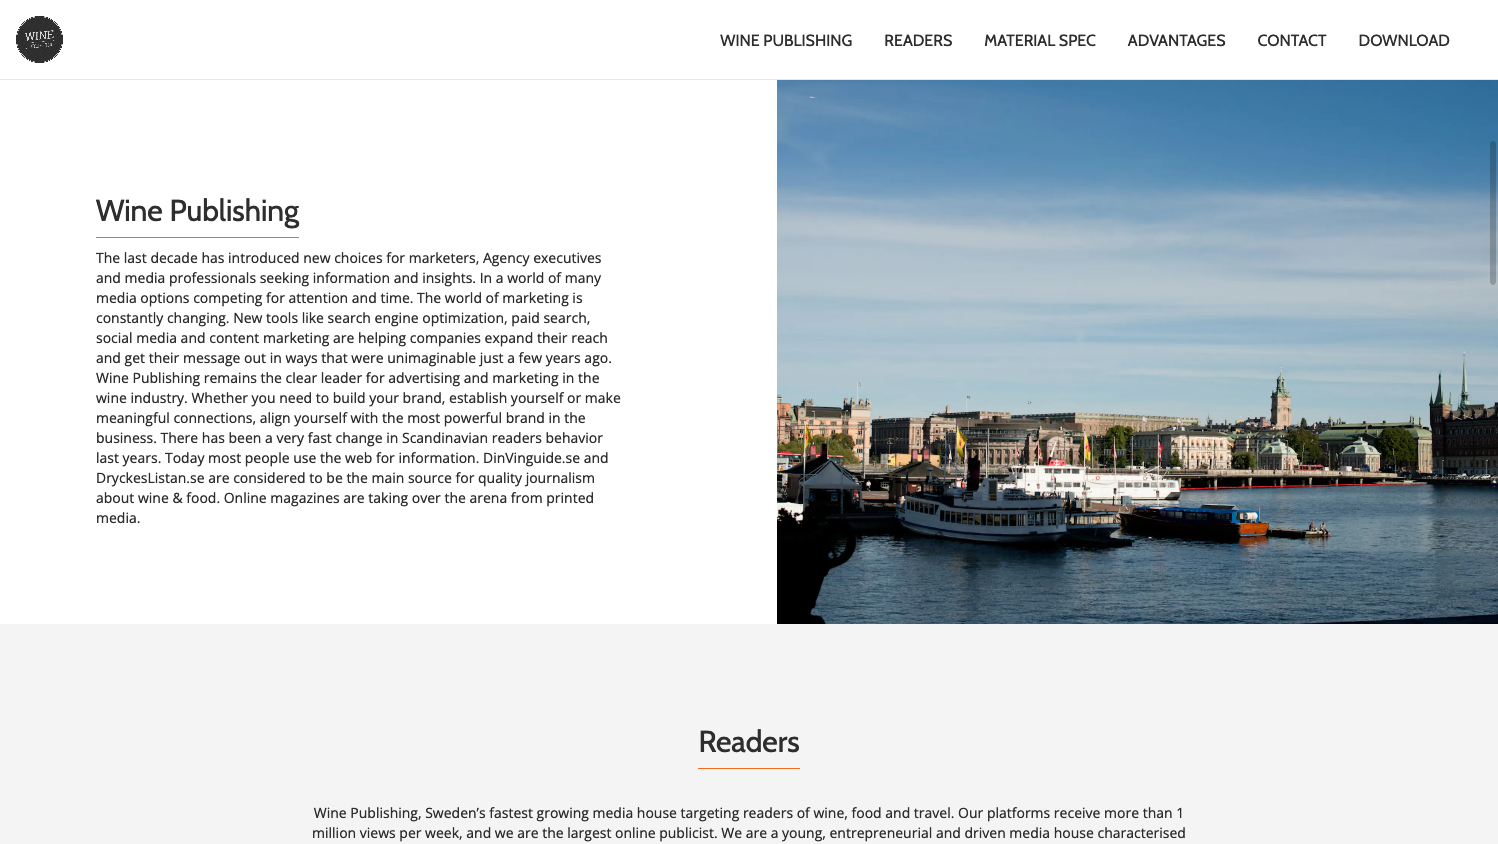 WINE
WINE PUBLISHING
READERS
MATERIAL SPEC
ADVANTAGES
CONTACT
DOWNLOAD
Wine Publishing
The last decade has introduced new choices for marketers, Agency executives
and media professionals seeking information and insights. In a world of many
media options competing for attention and time. The world of marketing is
constantly changing. New tools like search engine optimization, paid search,
social media and content marketing are helping companies expand their reach
and get their message out in ways that were unimaginable just a few years ago.
Wine Publishing remains the clear leader for advertising and marketing in the
wine industry. Whether you need to build your brand, establish yourself or make
meaningful connections, align yourself with the most powerful brand in the
business. There has been a very fast change in Scandinavian readers behavior
last years. Today most people use the web for information. DinVinguide.se and
DryckesListan.se are considered to be the main source for quality journalism
about wine & food. Online magazines are taking over the arena from printed
media.
Readers
Wine Publishing, Sweden’s fastest growing media house targeting readers of wine, food and travel. Our platforms receive more than 1
million views per week, and we are the largest online publicist. We are a young, entrepreneurial and driven media house characterised